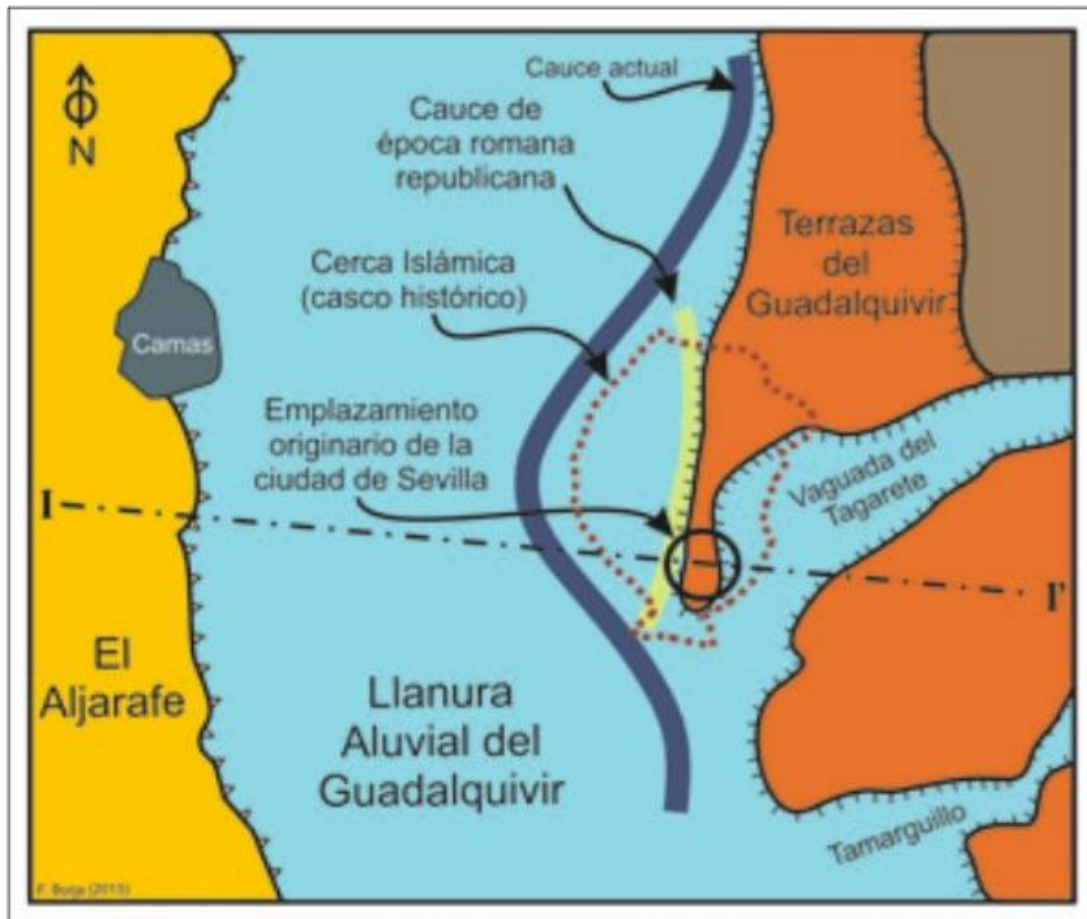 Cauce actual
Cauce de
época romana
republicana
N
Terrazas
del
Guadalquivir
Cerca Islámica
(casco histórico)
Camas
Emplazamiento
originario de la
ciudad de Sevilla
Vaguada del
Tagarete
I
I'
El
Aljarafe
Llanura
Aluvial del
Guadalquivir
Tamarguillo
F. Borja (2013)